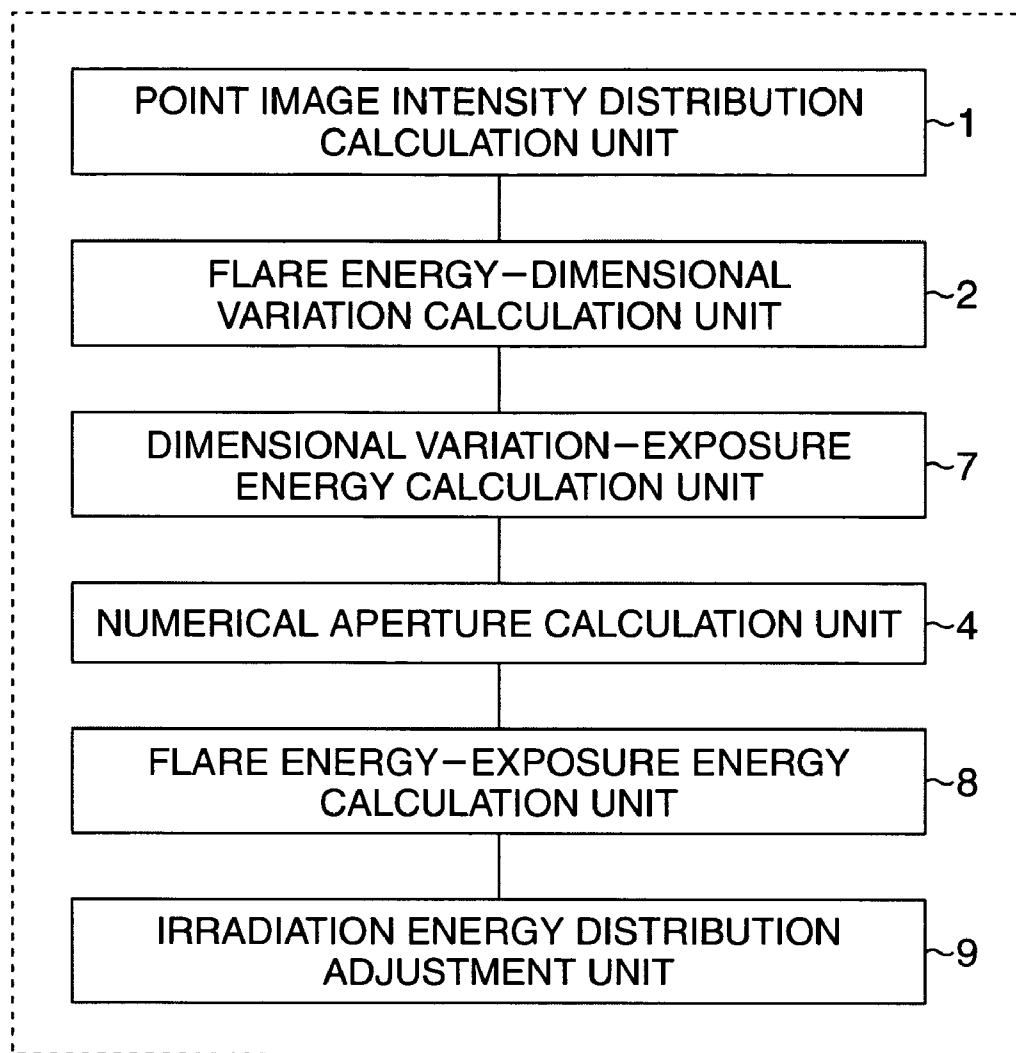 POINT IMAGE INTENSITY DISTRIBUTION
CALCULATION UNIT
~1
FLARE ENERGY–DIMENSIONAL
VARIATION CALCULATION UNIT
~2
DIMENSIONAL VARIATION–EXPOSURE
ENERGY CALCULATION UNIT
~7
NUMERICAL APERTURE CALCULATION UNIT
~4
FLARE ENERGY–EXPOSURE ENERGY
CALCULATION UNIT
~8
IRRADIATION ENERGY DISTRIBUTION
ADJUSTMENT UNIT
~9